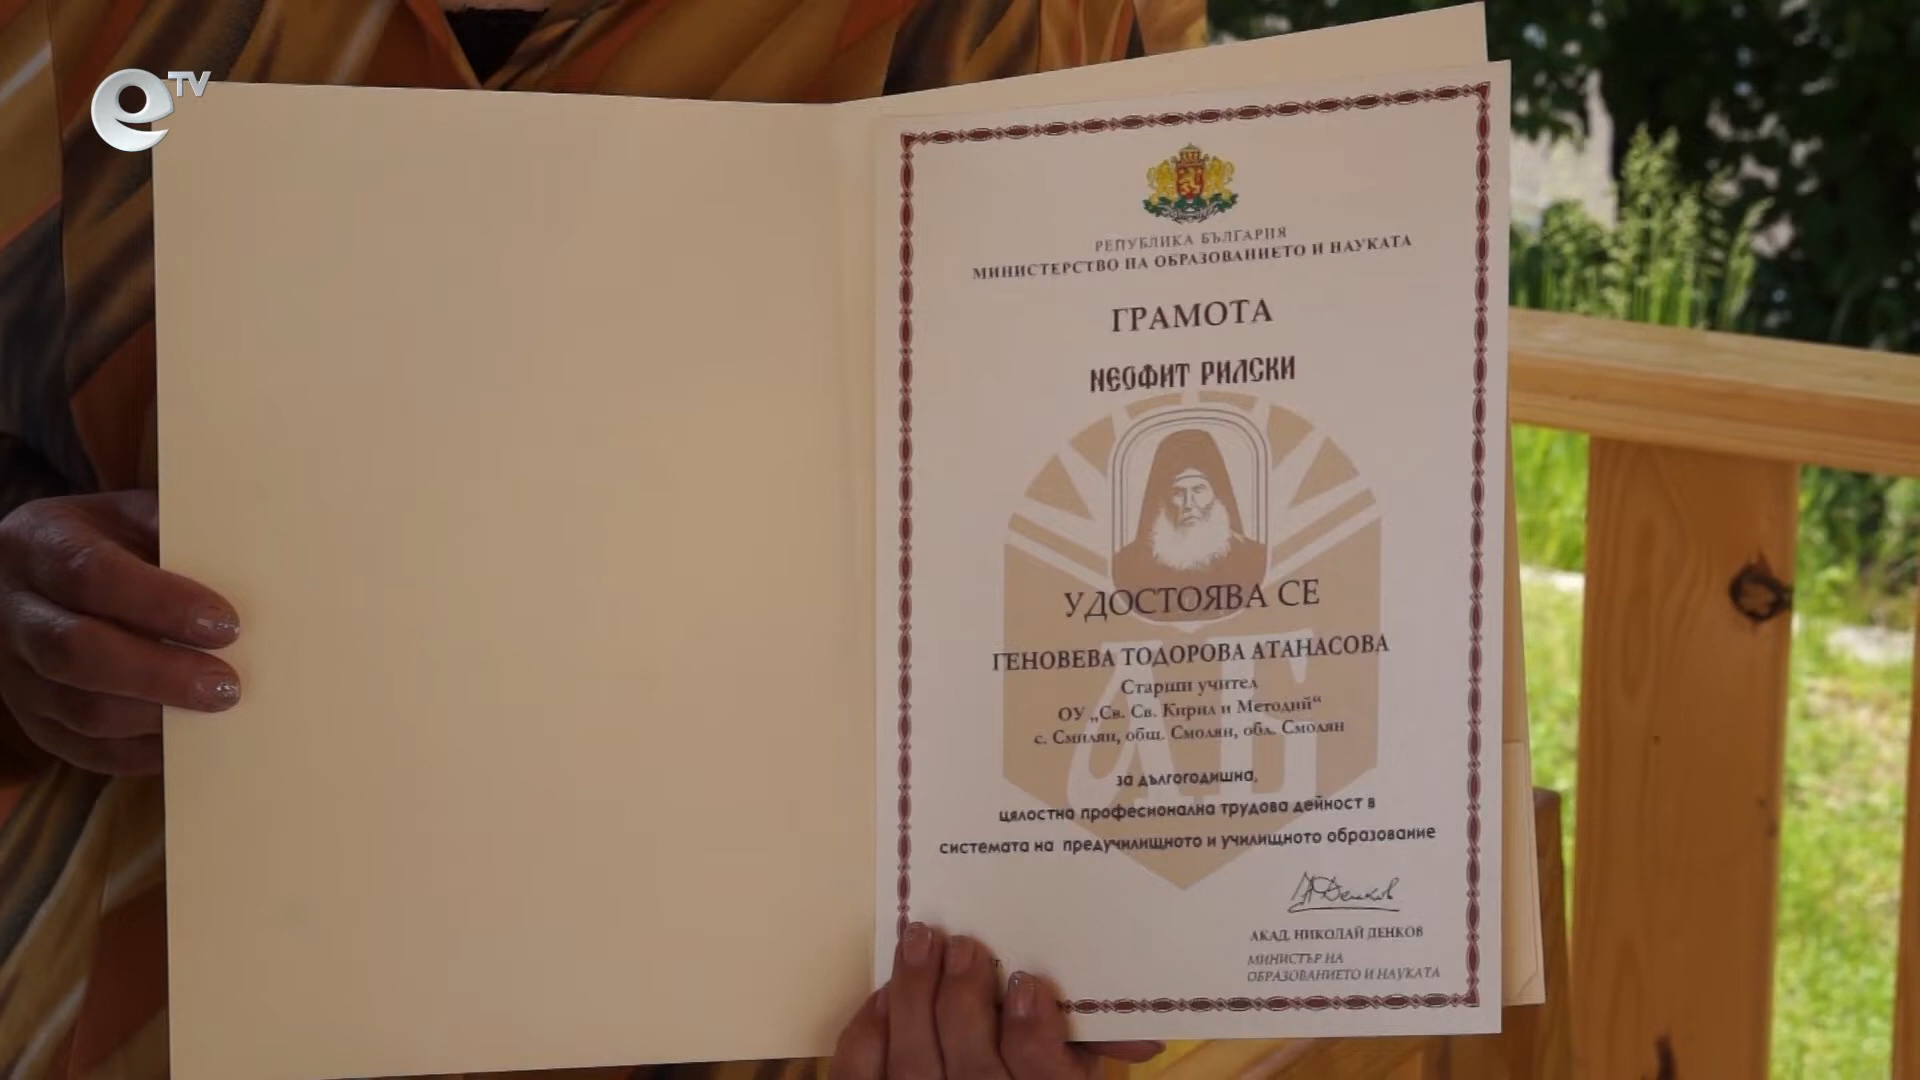 eTV
РЕПУБЛИКА БЪЛГАРИЯ
МИНИСТЕРСТВО НА ОБРАЗОВАНИЕТО И НАУКАТА
ГРАМОТА
НЕОФИТ РИЛСКИ
УДОСТОЯВА СЕ
ГЕНОВЕВА ТОДОРОВА АТАНАСОВА
Старши учител
ОУ „Св. Св. Кирил и Методий“
с. Смилян, общ. Смолян, обл. Смолян
за дългогодишна,
цялостна професионална трудова дейност в
системата на предучилищното и училищното образование
АКАД. НИКОЛАЙ ДЕНКОВ
МИНИСТЪР НА
ОБРАЗОВАНИЕТО И НАУКАТА